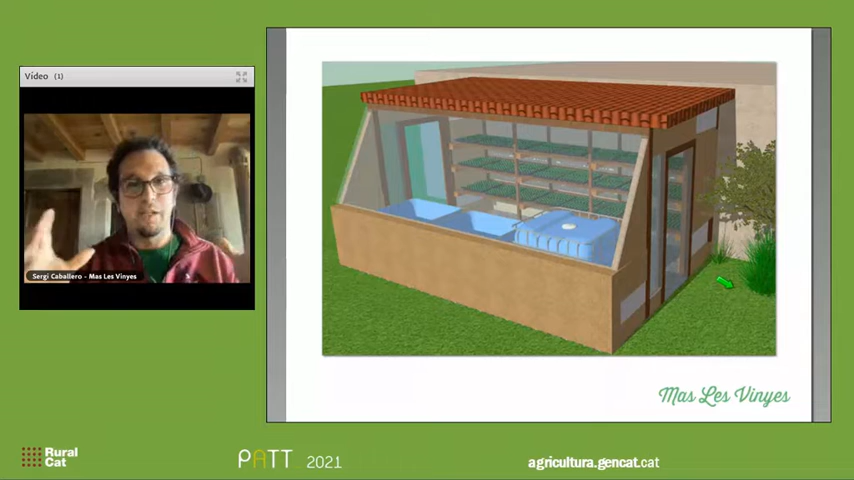 Vídeo (1)
Sergi Caballero - Mas Les Vinyes
Mas Les Vinyes
Rural
Cat
PATT 2021
agricultura.gencat.cat